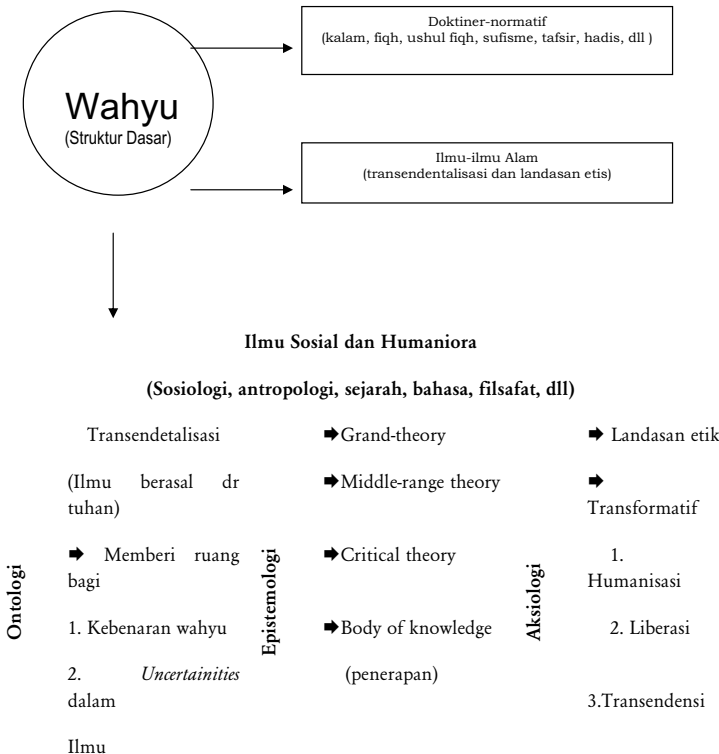 Doktiner-normatif
(kalam, fiqh, ushul fiqh, sufisme, tafsir, hadis, dll )
Wahyu
(Struktur Dasar)
Ilmu-ilmu Alam
(transendentalisasi dan landasan etis)
Ilmu Sosial dan Humaniora
(Sosiologi, antropologi, sejarah, bahasa, filsafat, dll)
Ontologi
Transendetalisasi
(Ilmu berasal dr
tuhan)
➡ Memberi ruang
bagi
1. Kebenaran wahyu
2. Uncertainities
dalam
Ilmu
Epistemologi
➡Grand-theory
➡Middle-range theory
➡Critical theory
➡Body of knowledge
(penerapan)
Aksiologi
➡ Landasan etik
➡
Transformatif
1.
Humanisasi
2. Liberasi
3.Transendensi